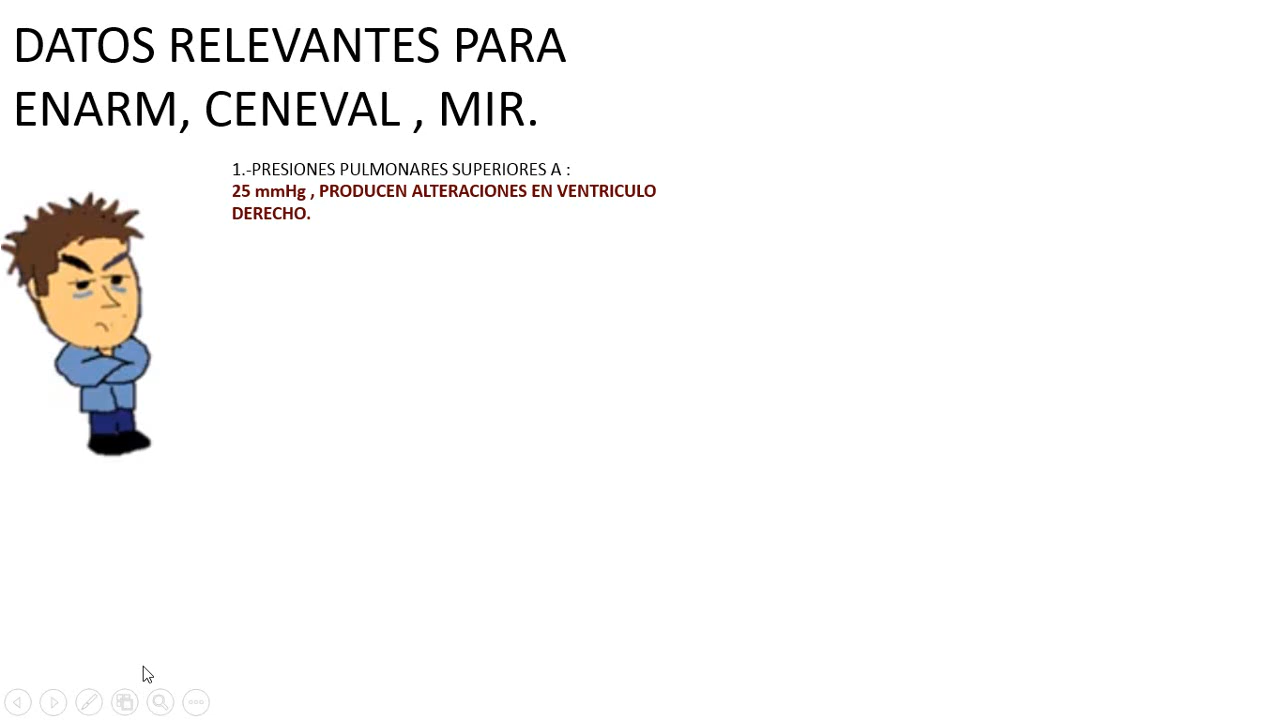 DATOS RELEVANTES PARA
ENARM, CENEVAL , MIR.
1.-PRESIONES PULMONARES SUPERIORES A :
25 mmHg , PRODUCEN ALTERACIONES EN VENTRICULO
DERECHO.